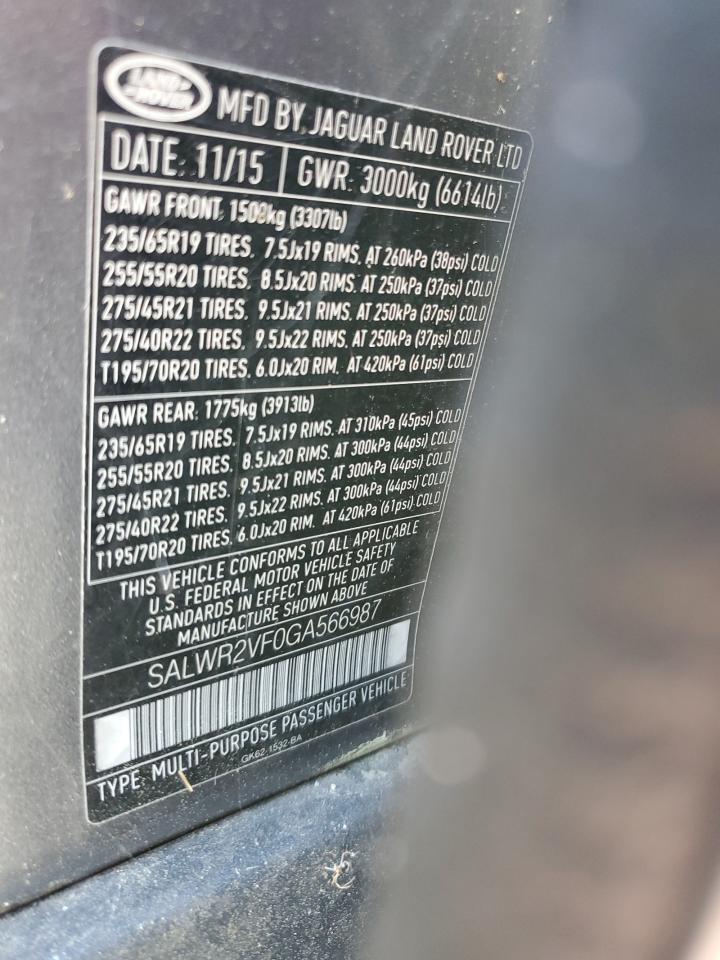 LAND ROVER
MFD BY JAGUAR LAND ROVER LTD
DATE: 11/15 GWR: 3000kg (6614lb)
GAWR FRONT: 1500kg (3307lb)
235/65R19 TIRES. 7.5Jx19 RIMS. AT 260kPa (38psi) COLD
255/55R20 TIRES. 8.5Jx20 RIMS. AT 250kPa (37psi) COLD
275/45R21 TIRES. 9.5Jx21 RIMS. AT 250kPa (37psi) COLD
275/40R22 TIRES. 9.5Jx22 RIMS. AT 250kPa (37psi) COLD
T195/70R20 TIRES. 6.0Jx20 RIM. AT 420kPa (61psi) COLD
GAWR REAR: 1775kg (3913lb)
235/65R19 TIRES. 7.5Jx19 RIMS. AT 310kPa (45psi) COLD
255/55R20 TIRES. 8.5Jx20 RIMS. AT 300kPa (44psi) COLD
275/45R21 TIRES. 9.5Jx21 RIMS. AT 300kPa (44psi) COLD
275/40R22 TIRES. 9.5Jx22 RIMS. AT 300kPa (44psi) COLD
T195/70R20 TIRES. 6.0Jx20 RIM. AT 420kPa (61psi) COLD
THIS VEHICLE CONFORMS TO ALL APPLICABLE
U.S. FEDERAL MOTOR VEHICLE SAFETY
STANDARDS IN EFFECT ON THE DATE OF
MANUFACTURE SHOWN ABOVE
SALWR2VF0GA566987
TYPE: MULTI-PURPOSE PASSENGER VEHICLE
GK62-1532-BA